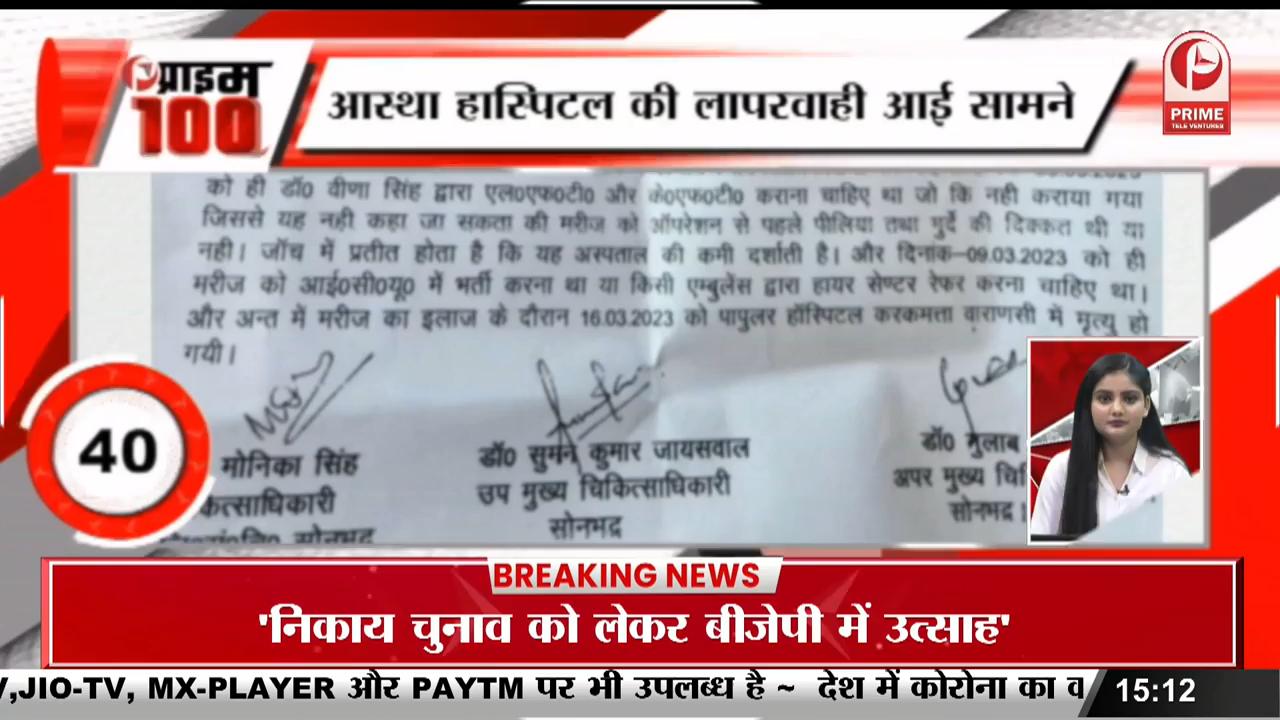 प्राइम
100
आस्था हास्पिटल की लापरवाही आई सामने
PRIME
TELE VENTURES
को ही डॉ0 वीणा सिंह द्वारा एल0एफ0टी0 और के0एफ0टी0 कराना चाहिए था जो कि नही कराया गया
जिससे यह नही कहा जा सकता की मरीज को ऑपरेशन से पहले पीलिया तथा गुर्दे की दिक्कत थी या
नही। जॉच में प्रतीत होता है कि यह अस्पताल की कमी दर्शाती है। और दिनाक–09.03.2023 को ही
मरीज को आई0सी0यू0 में भर्ती करना था या किसी एम्बुलेंस द्वारा हायर सेण्टर रेफर करना चाहिए था।
और अन्त में मरीज का इलाज के दौरान 16.03.2023 को पापुलर हॉस्पिटल करकमता वाराणसी में मृत्यु हो
गयी।
40
मोनिका सिंह
डॉ0 सुमन कुमार जायसवाल
डॉ0 गुलाब
उप मुख्य चिकित्साधिकारी
अपर मुख्य
सोनभद्र
सोनभद्र।
सोनभद्र
BREAKING NEWS
'निकाय चुनाव को लेकर बीजेपी में उत्साह'
,JIO-TV, MX-PLAYER और PAYTM पर भी उपलब्ध है ~ देश में कोरोना का
15:12